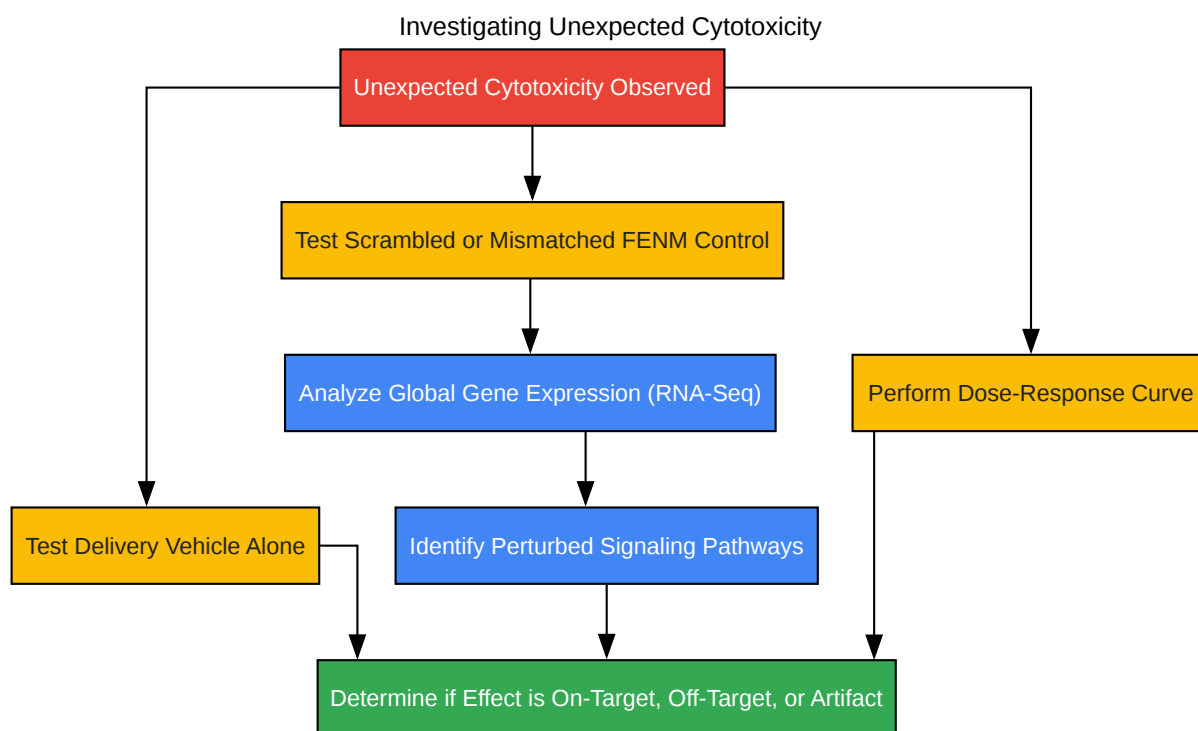 Investigating Unexpected Cytotoxicity
Unexpected Cytotoxicity Observed
Test Scrambled or Mismatched FENM Control
Analyze Global Gene Expression (RNA-Seq)
Perform Dose-Response Curve
Test Delivery Vehicle Alone
Identify Perturbed Signaling Pathways
Determine if Effect is On-Target, Off-Target, or Artifact